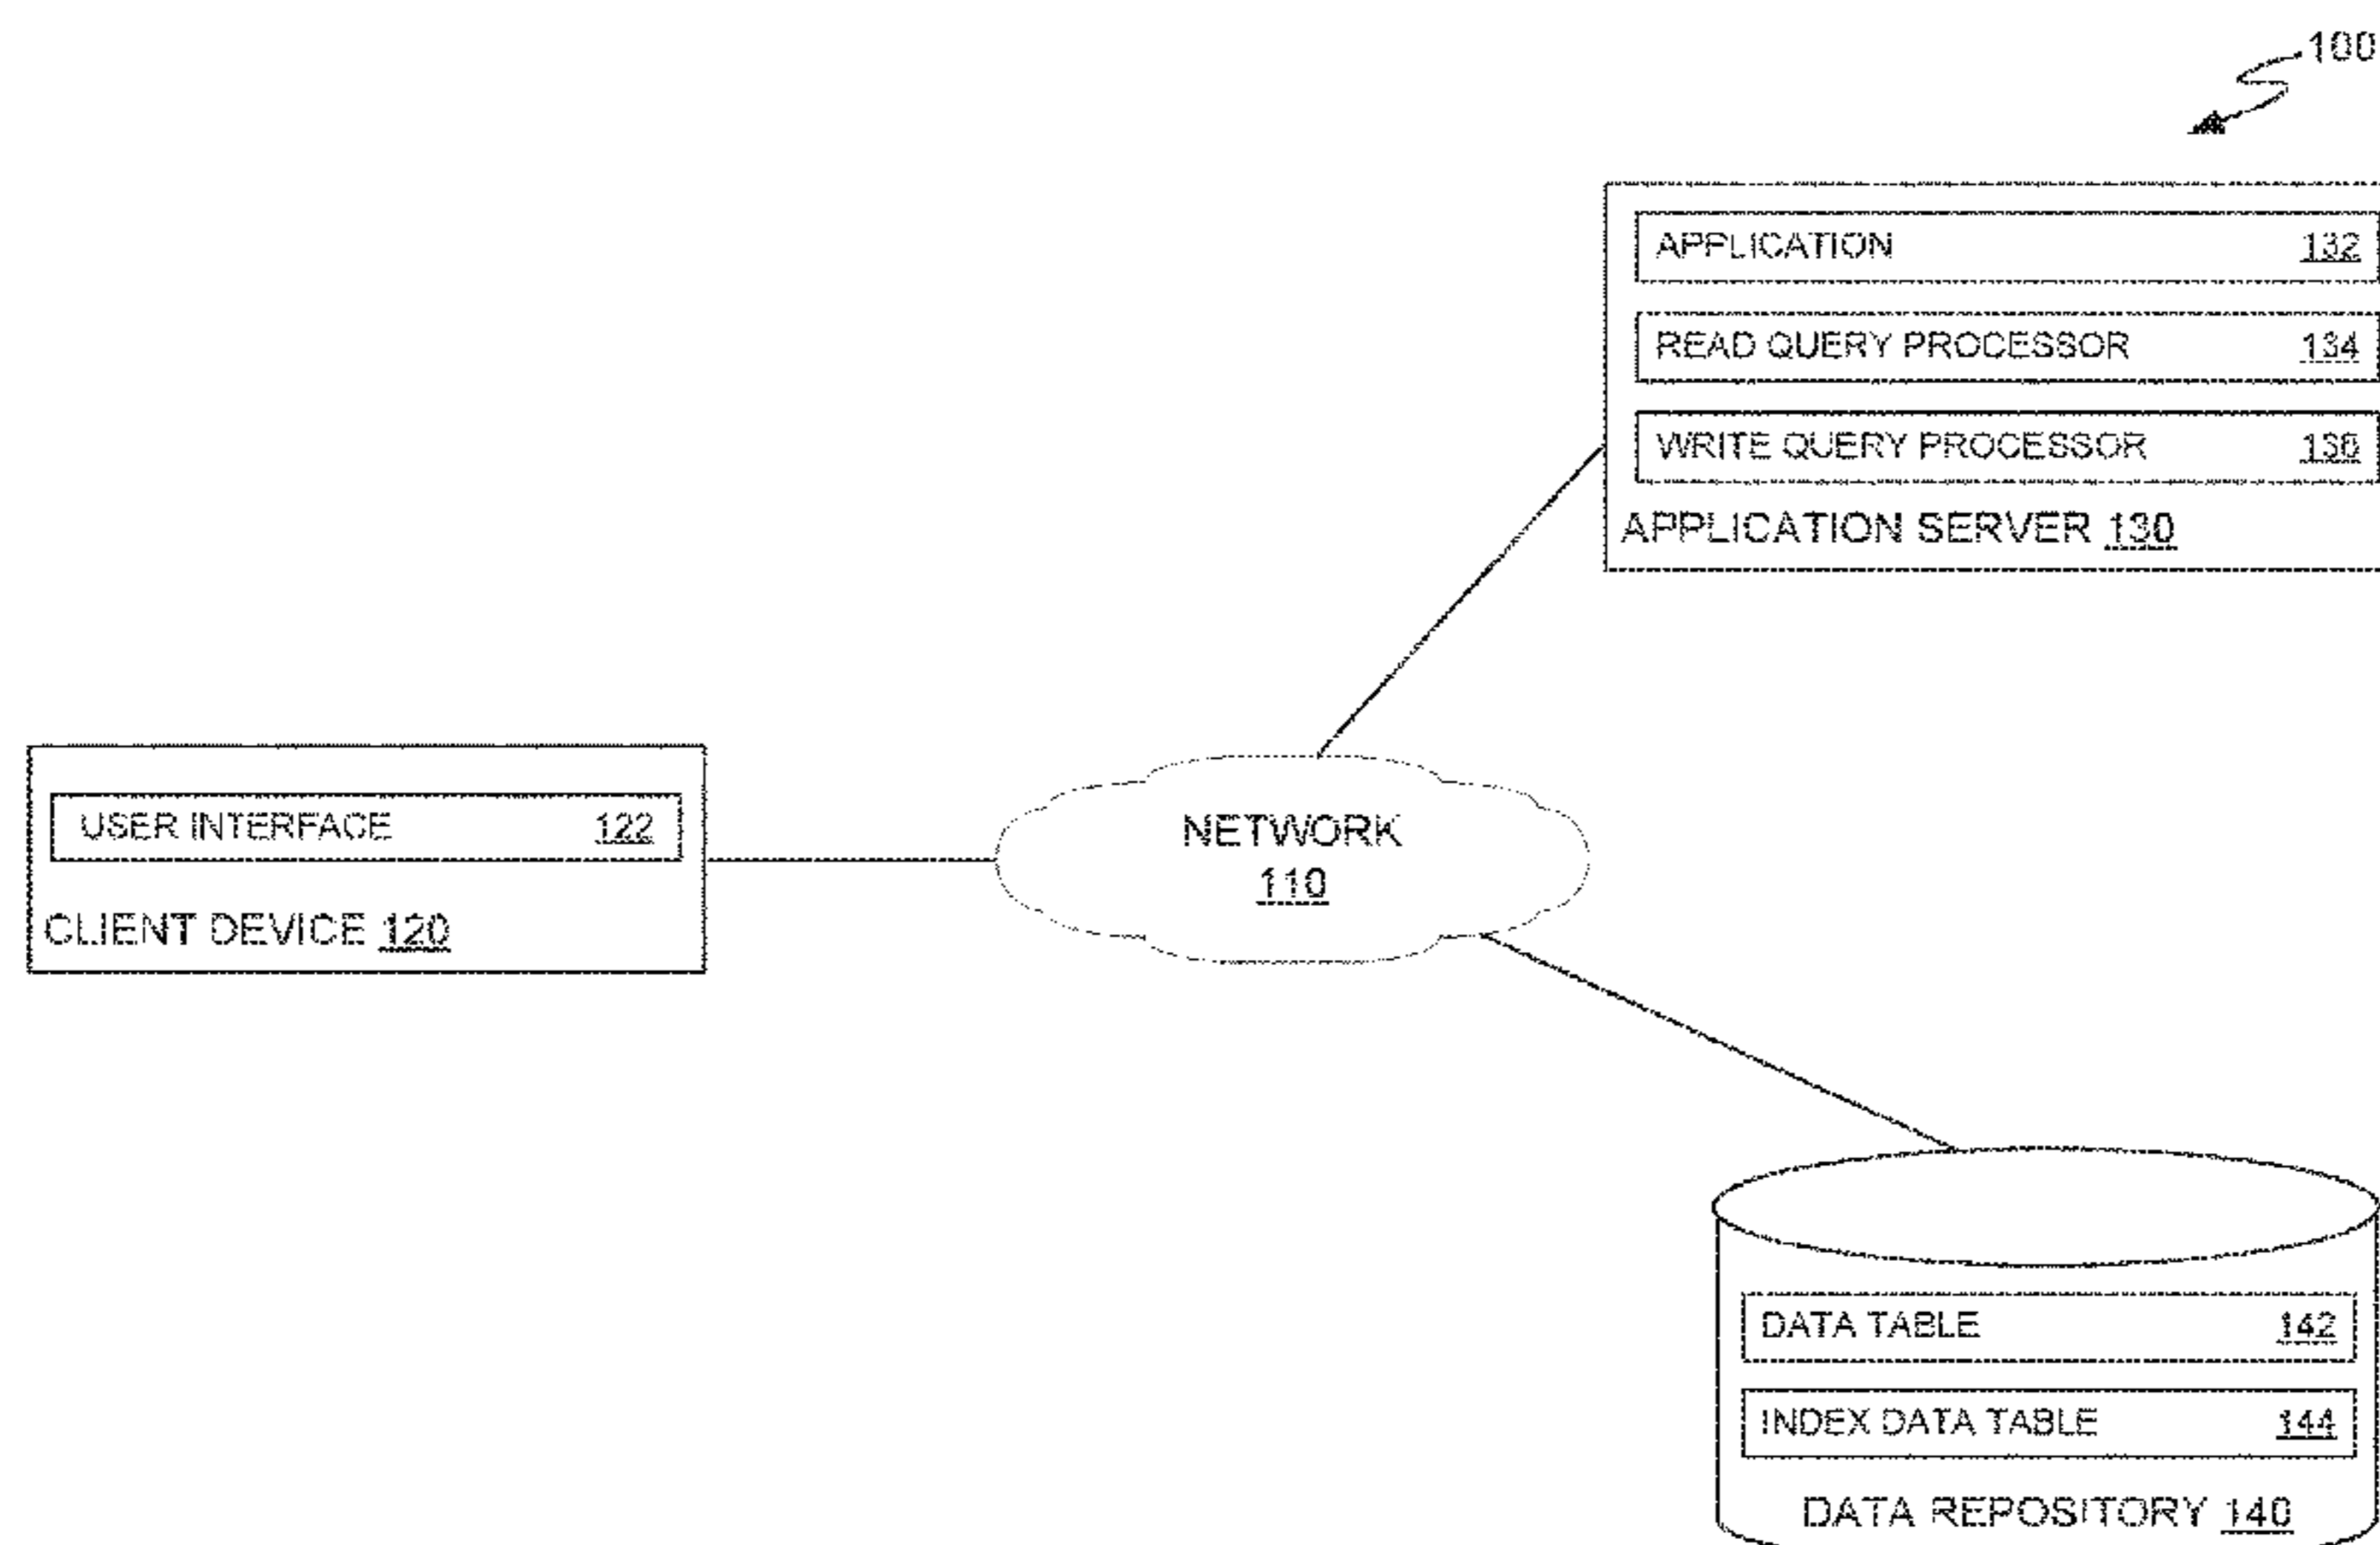 100
APPLICATION 132
READ QUERY PROCESSOR 134
WRITE QUERY PROCESSOR 136
APPLICATION SERVER 130
USER INTERFACE 122
CLIENT DEVICE 120
NETWORK
110
DATA TABLE 142
INDEX DATA TABLE 144
DATA REPOSITORY 140